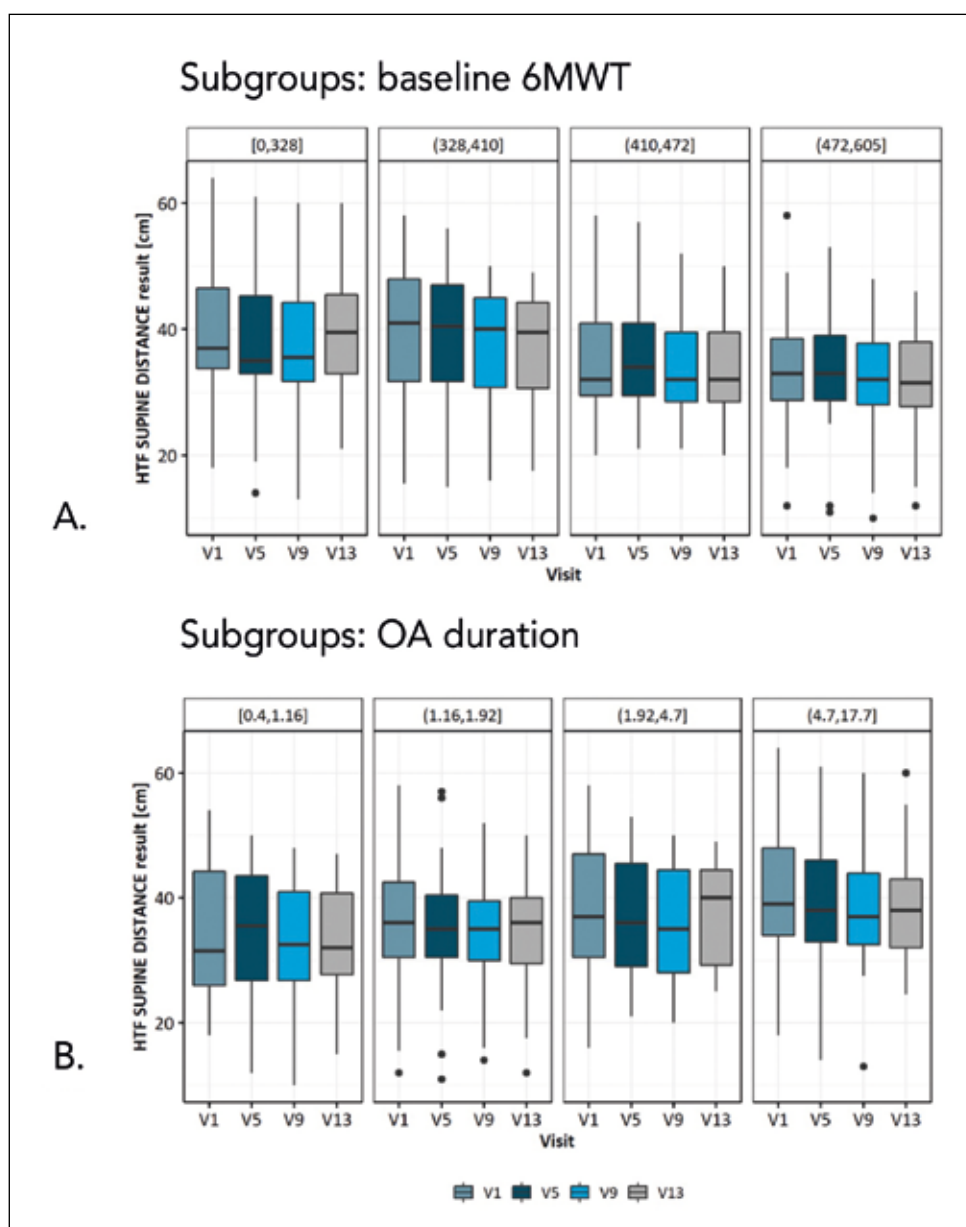 Subgroups: baseline 6MWT
[0,328] (328,410] (410,472] (472,605]
HTF SUPINE DISTANCE result [cm]
60
40
20
A.
V1 V5 V9 V13 V1 V5 V9 V13 V1 V5 V9 V13 V1 V5 V9 V13
Visit
Subgroups: OA duration
[0.4,1.16] (1.16,1.92] (1.92,4.7] (4.7,17.7]
HTF SUPINE DISTANCE result [cm]
60
40
20
B.
V1 V5 V9 V13 V1 V5 V9 V13 V1 V5 V9 V13 V1 V5 V9 V13
Visit
V1 V5 V9 V13